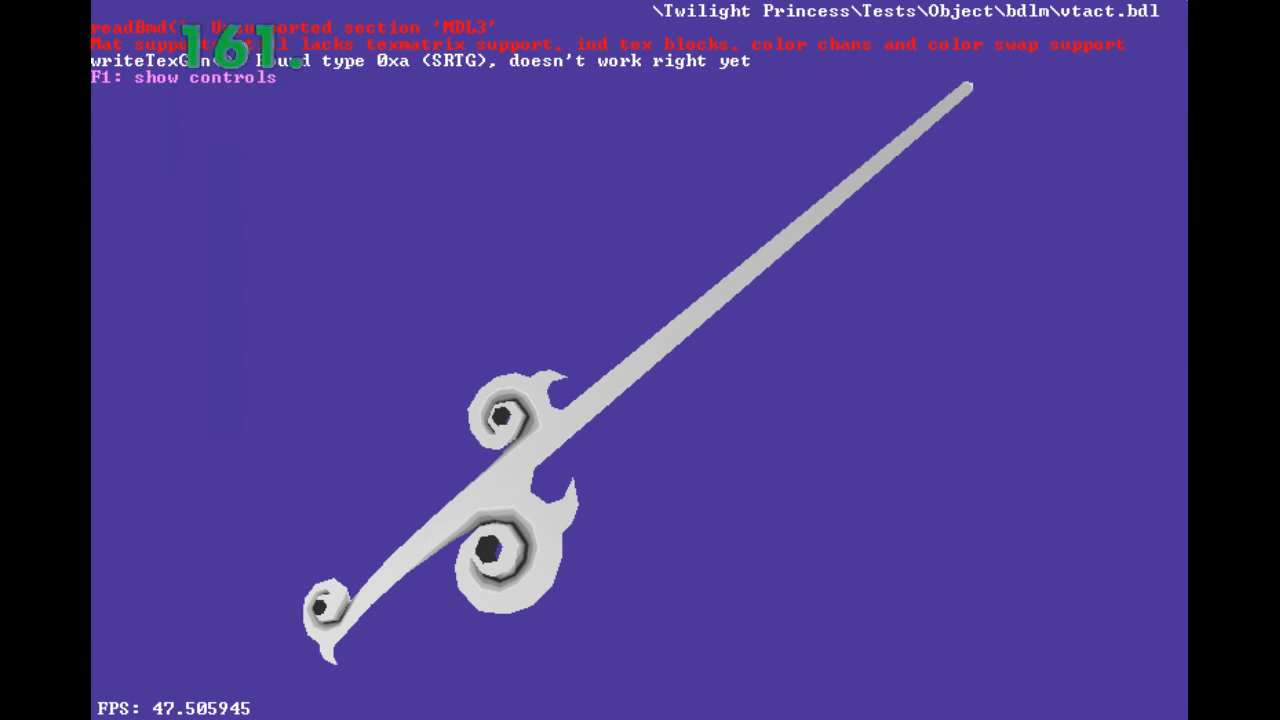 \Twilight Princess\Tests\Object\bdlm\vtact.bdl
readBmd(): Unsupported section 'MDL3'
Mat support still lacks texmatrix support, ind tex blocks, color chans and color swap support
161.
found type 0xa (SRTG), doesn't work right yet
F1: show controls
FPS: 47.505945